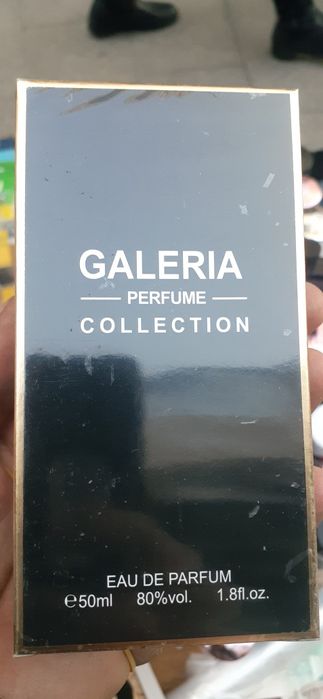 GALERIA
PERFUME
COLLECTION
EAU DE PARFUM
℮50ml 80%vol. 1.8fl.oz.